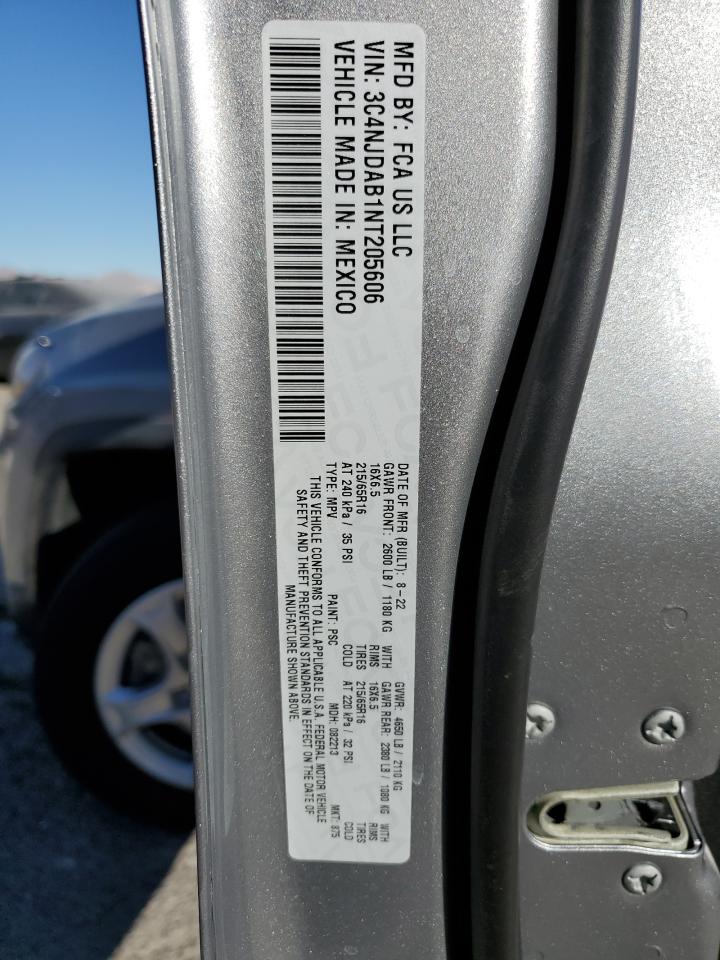 MFD BY: FCA US LLC
VIN: 3C4NJDAB1NT205606
VEHICLE MADE IN: MEXICO
DATE OF MFR (BUILT): 8-22 GVWR: 4650 LB / 2110 KG
GAWR FRONT: 2600 LB / 1180 KG WITH GAWR REAR: 2380 LB / 1080 KG WITH
16X6.5 RIMS 16X6.5 RIMS
215/65R16 TIRES 215/65R16 TIRES
AT 240 kPa / 35 PSI COLD AT 220 kPa / 32 PSI COLD
TYPE: MPV PAINT: PSC MDH: 082213 MKT: 875
THIS VEHICLE CONFORMS TO ALL APPLICABLE U.S.A. FEDERAL MOTOR VEHICLE
SAFETY AND THEFT PREVENTION STANDARDS IN EFFECT ON THE DATE OF
MANUFACTURE SHOWN ABOVE.